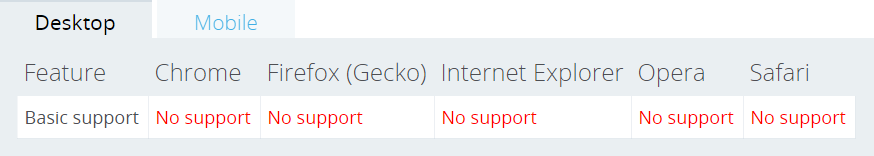 Desktop Mobile
Feature Chrome Firefox (Gecko) Internet Explorer Opera Safari
Basic support No support No support No support No support No support